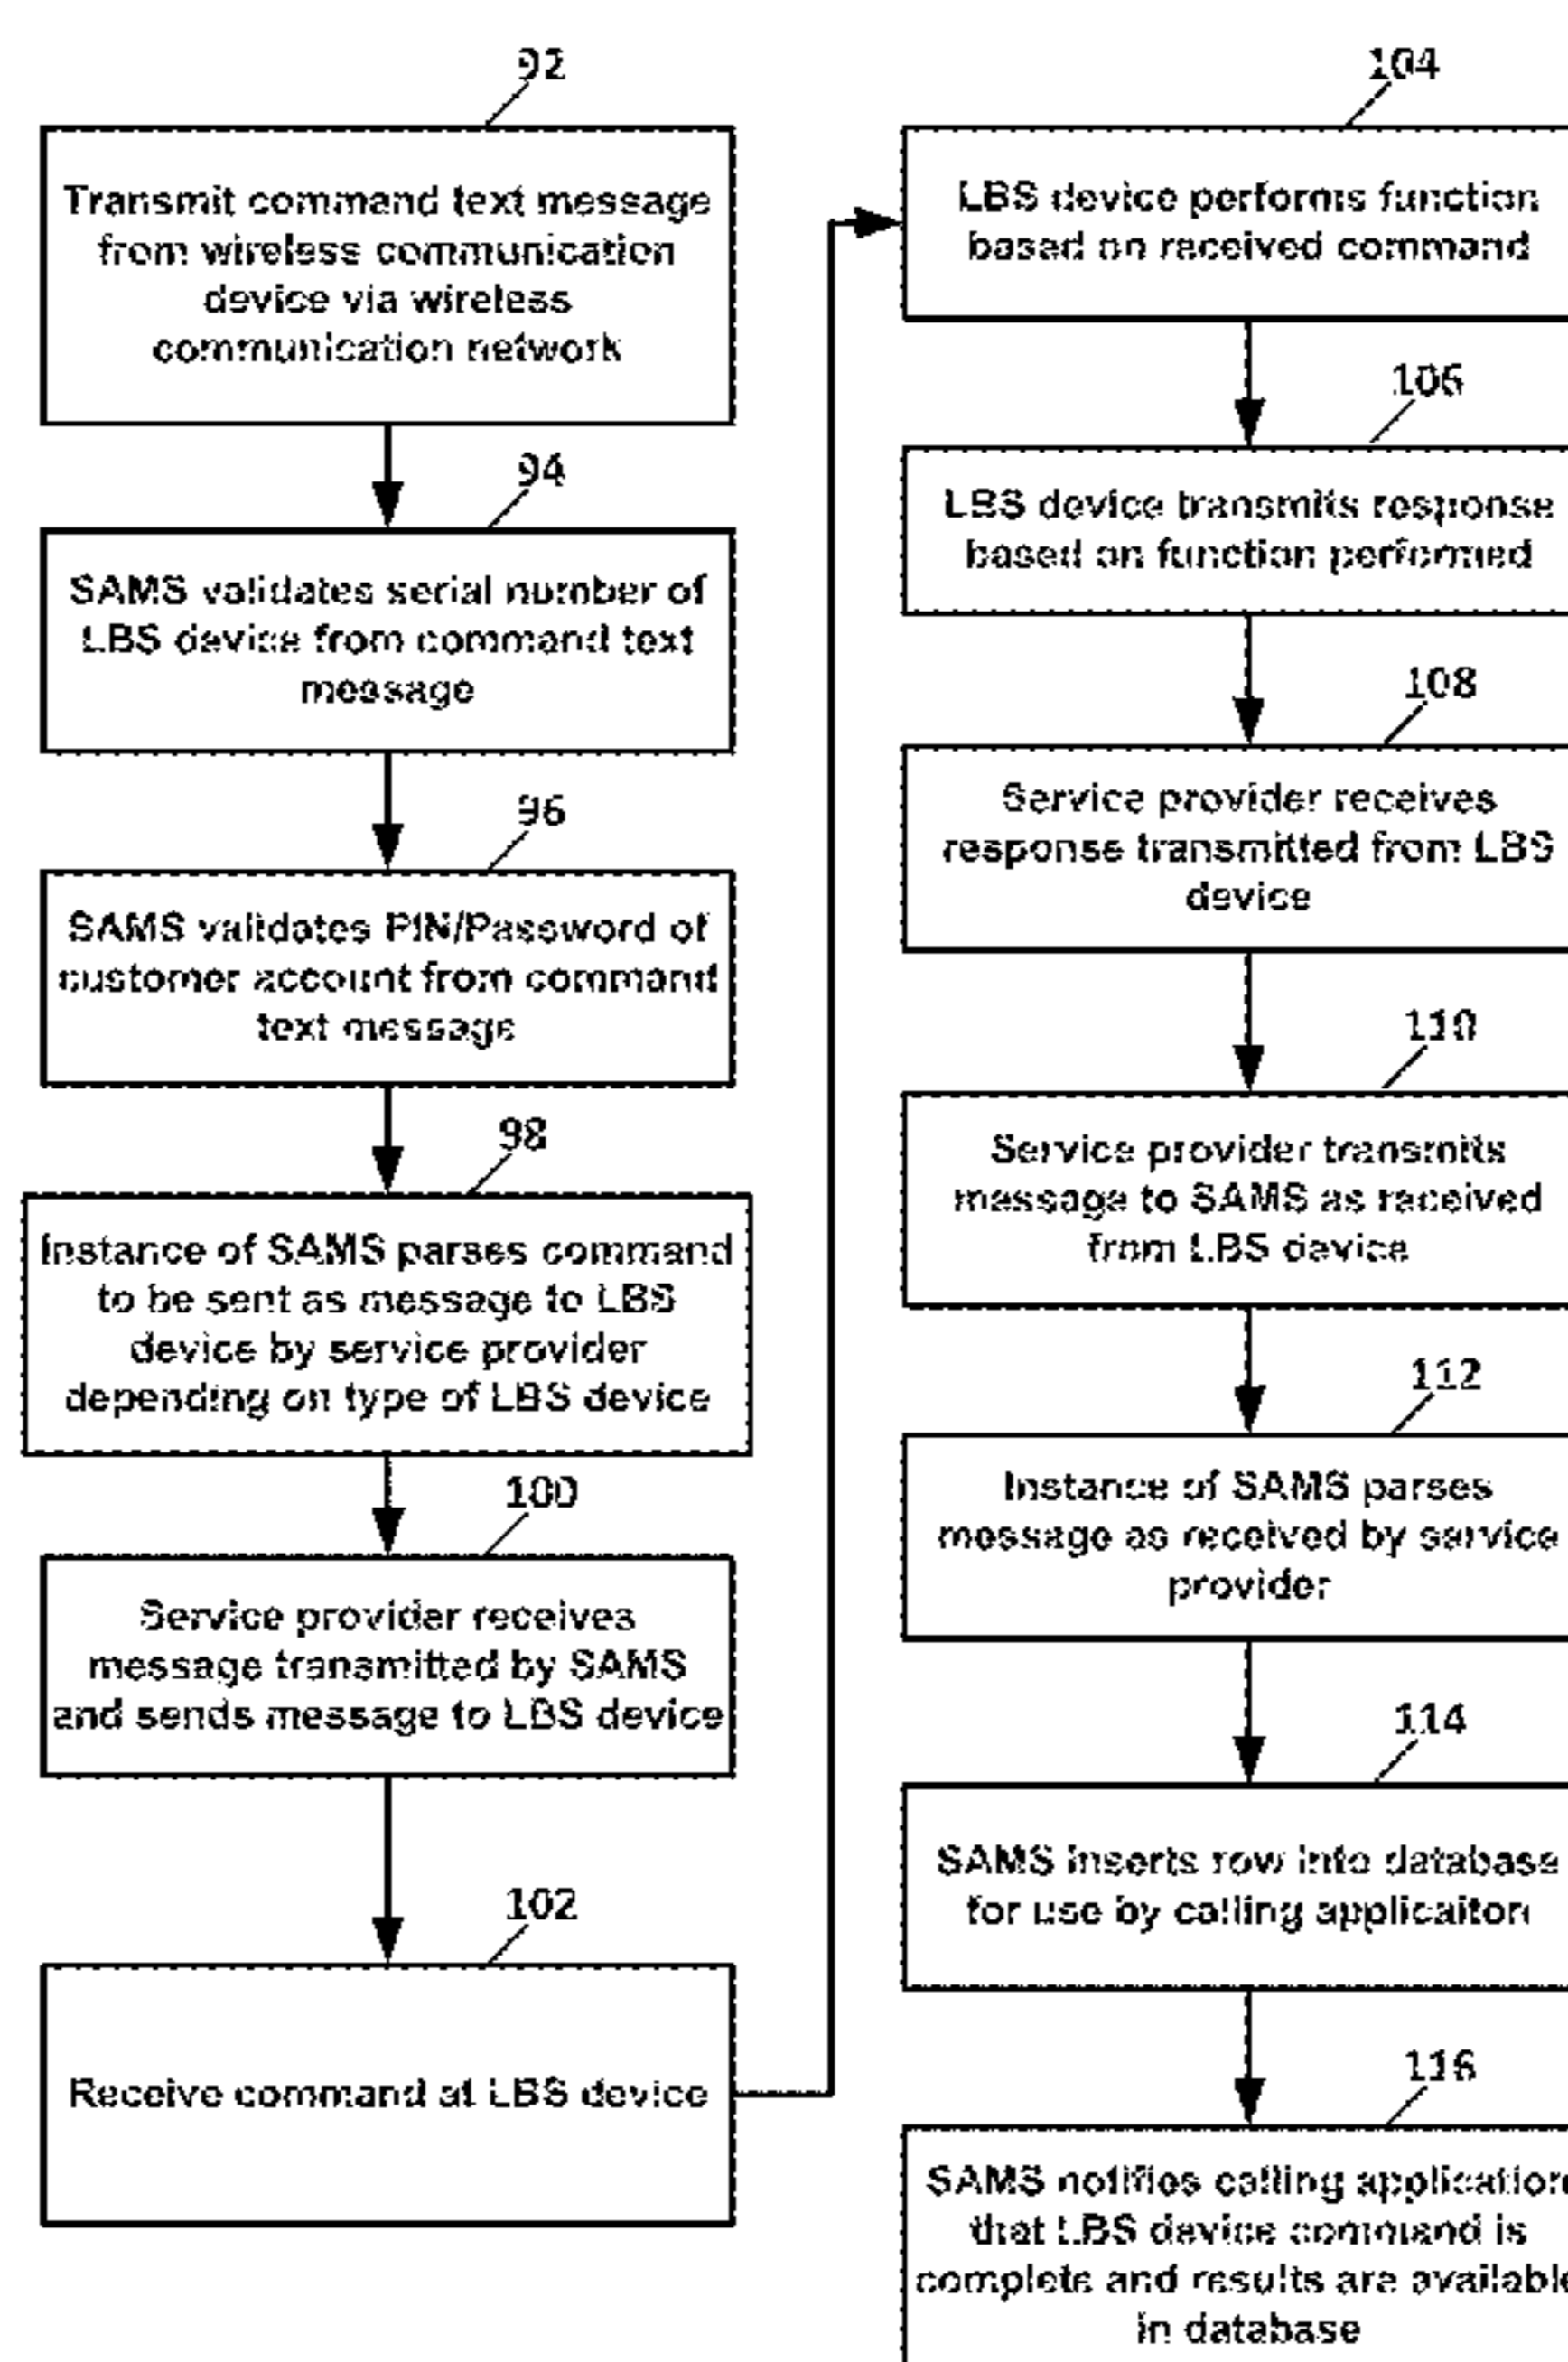 92
Transmit command text message
from wireless communication
device via wireless
communication network
94
SAMS validates serial number of
LBS device from command text
message
96
SAMS validates PIN/Password of
customer account from command
text message
98
Instance of SAMS parses command
to be sent as message to LBS
device by service provider
depending on type of LBS device
100
Service provider receives
message transmitted by SAMS
and sends message to LBS device
102
Receive command at LBS device
104
LBS device performs function
based on received command
106
LBS device transmits response
based on function performed
108
Service provider receives
response transmitted from LBS
device
110
Service provider transmits
message to SAMS as received
from LBS device
112
Instance of SAMS parses
message as received by service
provider
114
SAMS inserts row into database
for use by calling applicaiton
116
SAMS notifies calling application
that LBS device command is
complete and results are available
in database